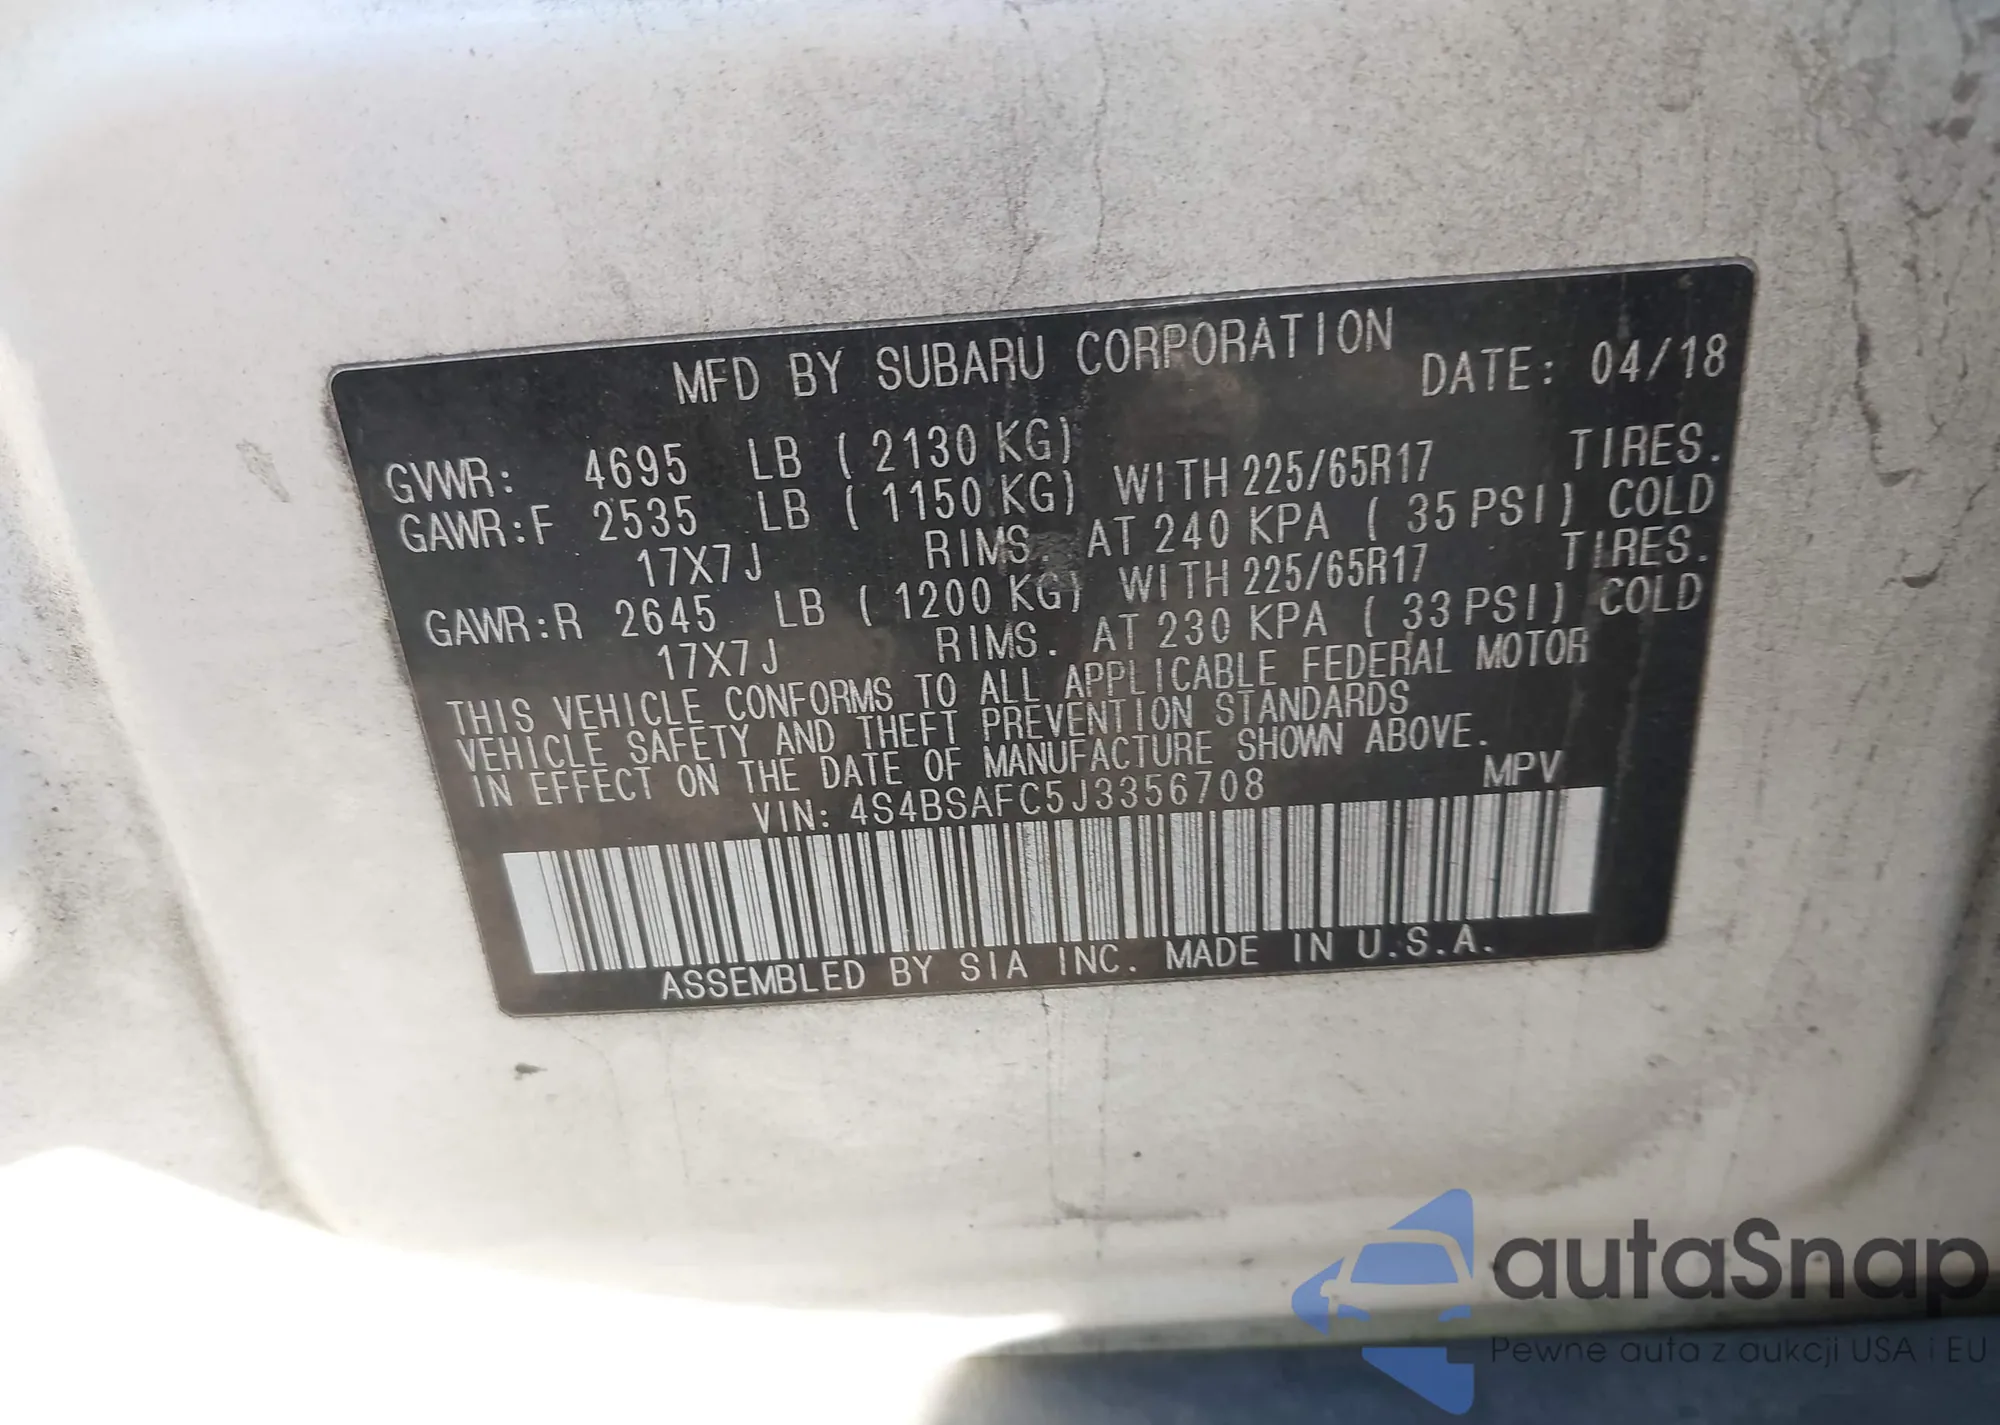 MFD BY SUBARU CORPORATION DATE: 04/18
GVWR: 4695 LB (2130 KG)
GAWR:F 2535 LB (1150 KG) WITH 225/65R17 TIRES.
17X7J RIMS. AT 240 KPA (35 PSI) COLD
GAWR:R 2645 LB (1200 KG) WITH 225/65R17 TIRES.
17X7J RIMS. AT 230 KPA (33 PSI) COLD
THIS VEHICLE CONFORMS TO ALL APPLICABLE FEDERAL MOTOR
VEHICLE SAFETY AND THEFT PREVENTION STANDARDS
IN EFFECT ON THE DATE OF MANUFACTURE SHOWN ABOVE.
VIN: 4S4BSAFC5J3356708 MPV
ASSEMBLED BY SIA INC. MADE IN U.S.A.
autaSnap
Pewne auta z aukcji USA i EU